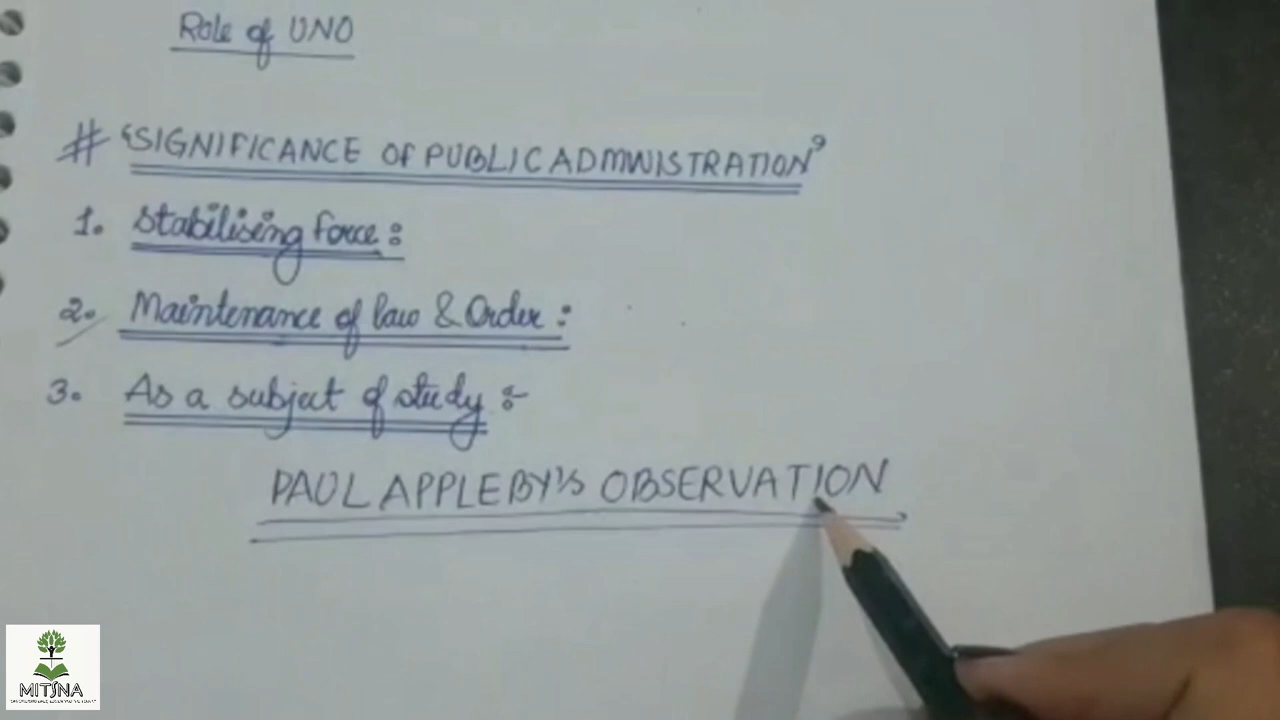 Role of UNO
# 'SIGNIFICANCE OF PUBLIC ADMINISTRATION'
1. Stabilising force:
2. Maintenance of law & Order:
3. As a subject of study :-
PAUL APPLEBY'S OBSERVATION
MITSNA